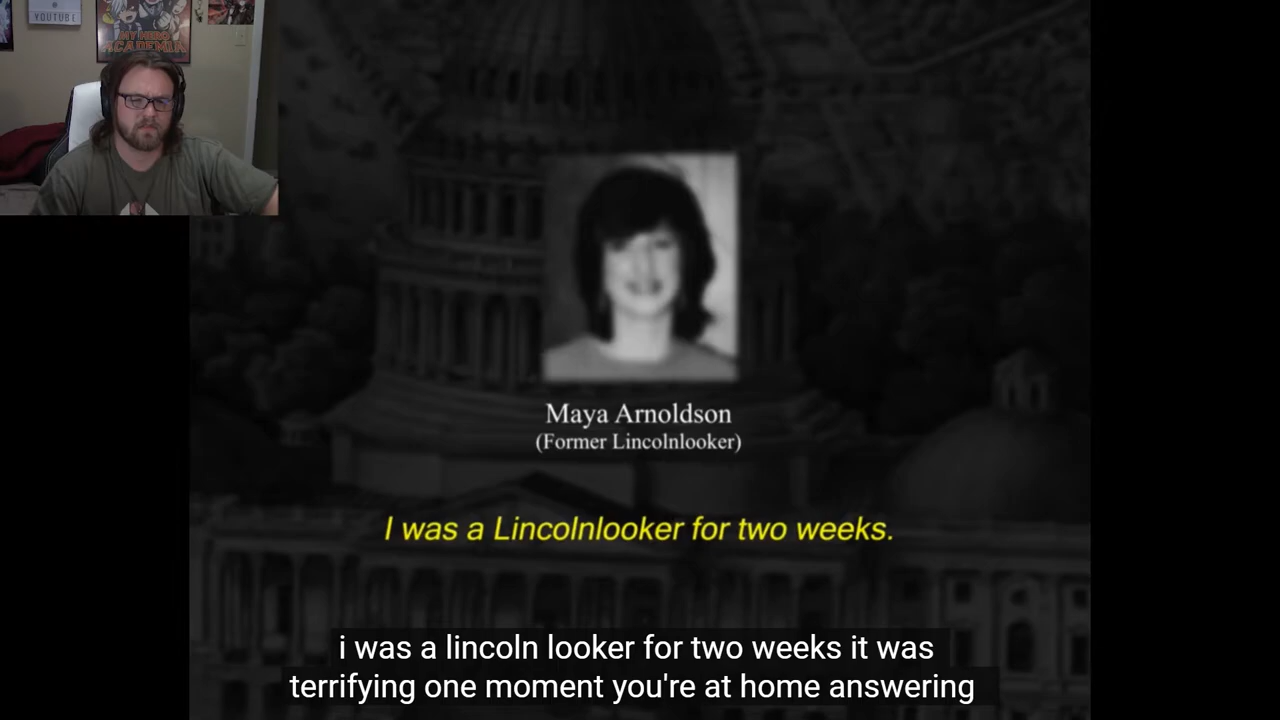 YOUTUBE
MY HERO
ACADEMIA
Maya Arnoldson
(Former Lincolnlooker)
I was a Lincolnlooker for two weeks.
i was a lincoln looker for two weeks it was
terrifying one moment you're at home answering